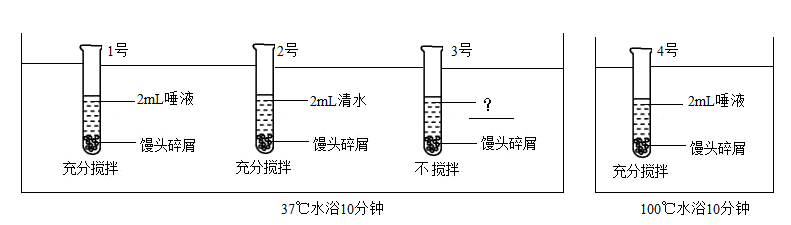 1号
2mL唾液
馒头碎屑
充分搅拌
2号
2mL清水
馒头碎屑
充分搅拌
3号
?
馒头碎屑
不搅拌
37℃水浴10分钟
4号
2mL唾液
馒头碎屑
充分搅拌
100℃水浴10分钟